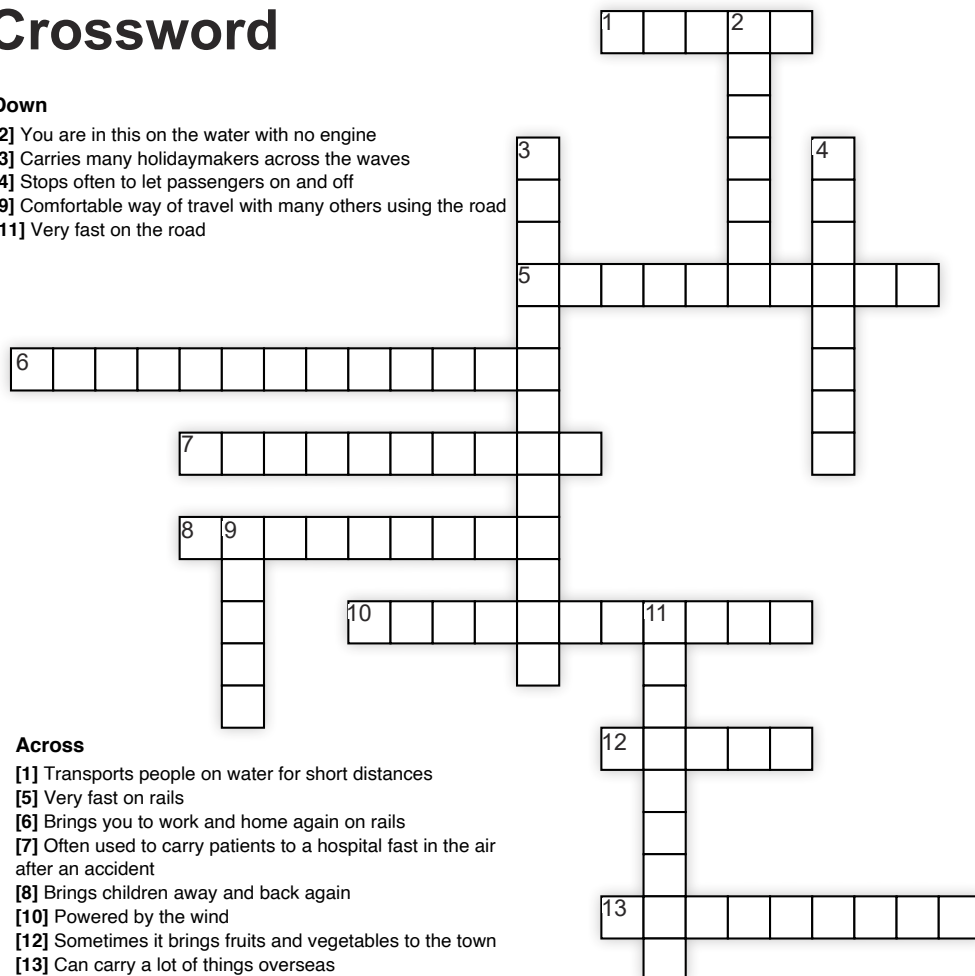 Crossword
Down
2] You are in this on the water with no engine
3] Carries many holidaymakers across the waves
4] Stops often to let passengers on and off
9] Comfortable way of travel with many others using the road
11] Very fast on the road
1 2
3 4
5
6
7
8 9
10 11
12
13
Across
[1] Transports people on water for short distances
[5] Very fast on rails
[6] Brings you to work and home again on rails
[7] Often used to carry patients to a hospital fast in the air
after an accident
[8] Brings children away and back again
[10] Powered by the wind
[12] Sometimes it brings fruits and vegetables to the town
[13] Can carry a lot of things overseas